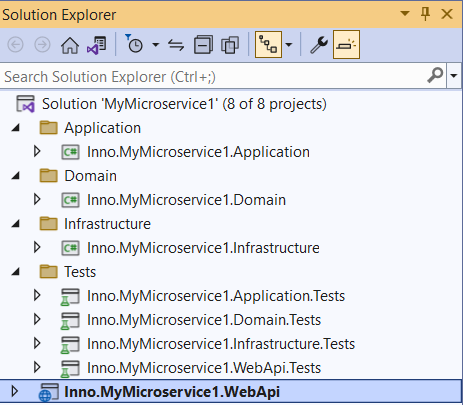 Solution Explorer
Search Solution Explorer (Ctrl+;)
Solution 'MyMicroservice1' (8 of 8 projects)
Application
Inno.MyMicroservice1.Application
Domain
Inno.MyMicroservice1.Domain
Infrastructure
Inno.MyMicroservice1.Infrastructure
Tests
Inno.MyMicroservice1.Application.Tests
Inno.MyMicroservice1.Domain.Tests
Inno.MyMicroservice1.Infrastructure.Tests
Inno.MyMicroservice1.WebApi.Tests
Inno.MyMicroservice1.WebApi